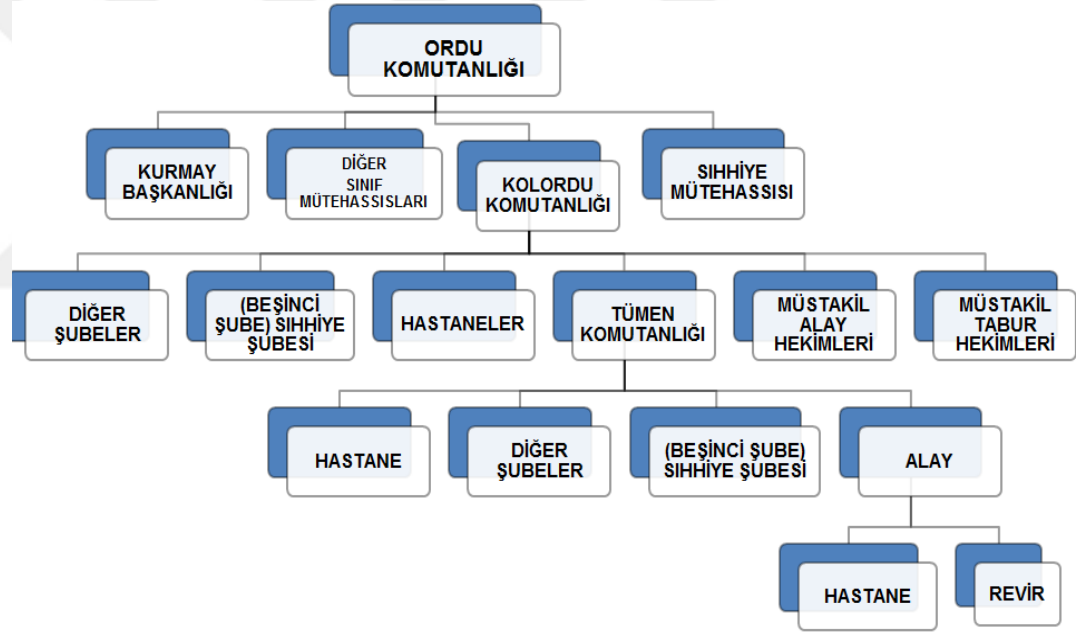 ORDU
KOMUTANLIĞI
KURMAY
BAŞKANLIĞI
DİĞER
SINIF
MÜTEHASSISLARI
KOLORDU
KOMUTANLIĞI
SIHHİYE
MÜTEHASSISI
DİĞER
ŞUBELER
(BEŞİNCİ
ŞUBE) SIHHİYE
ŞUBESİ
HASTANELER
TÜMEN
KOMUTANLIĞI
MÜSTAKİL
ALAY
HEKİMLERİ
MÜSTAKİL
TABUR
HEKİMLERİ
HASTANE
DİĞER
ŞUBELER
(BEŞİNCİ ŞUBE)
SIHHİYE ŞUBESİ
ALAY
HASTANE
REVİR